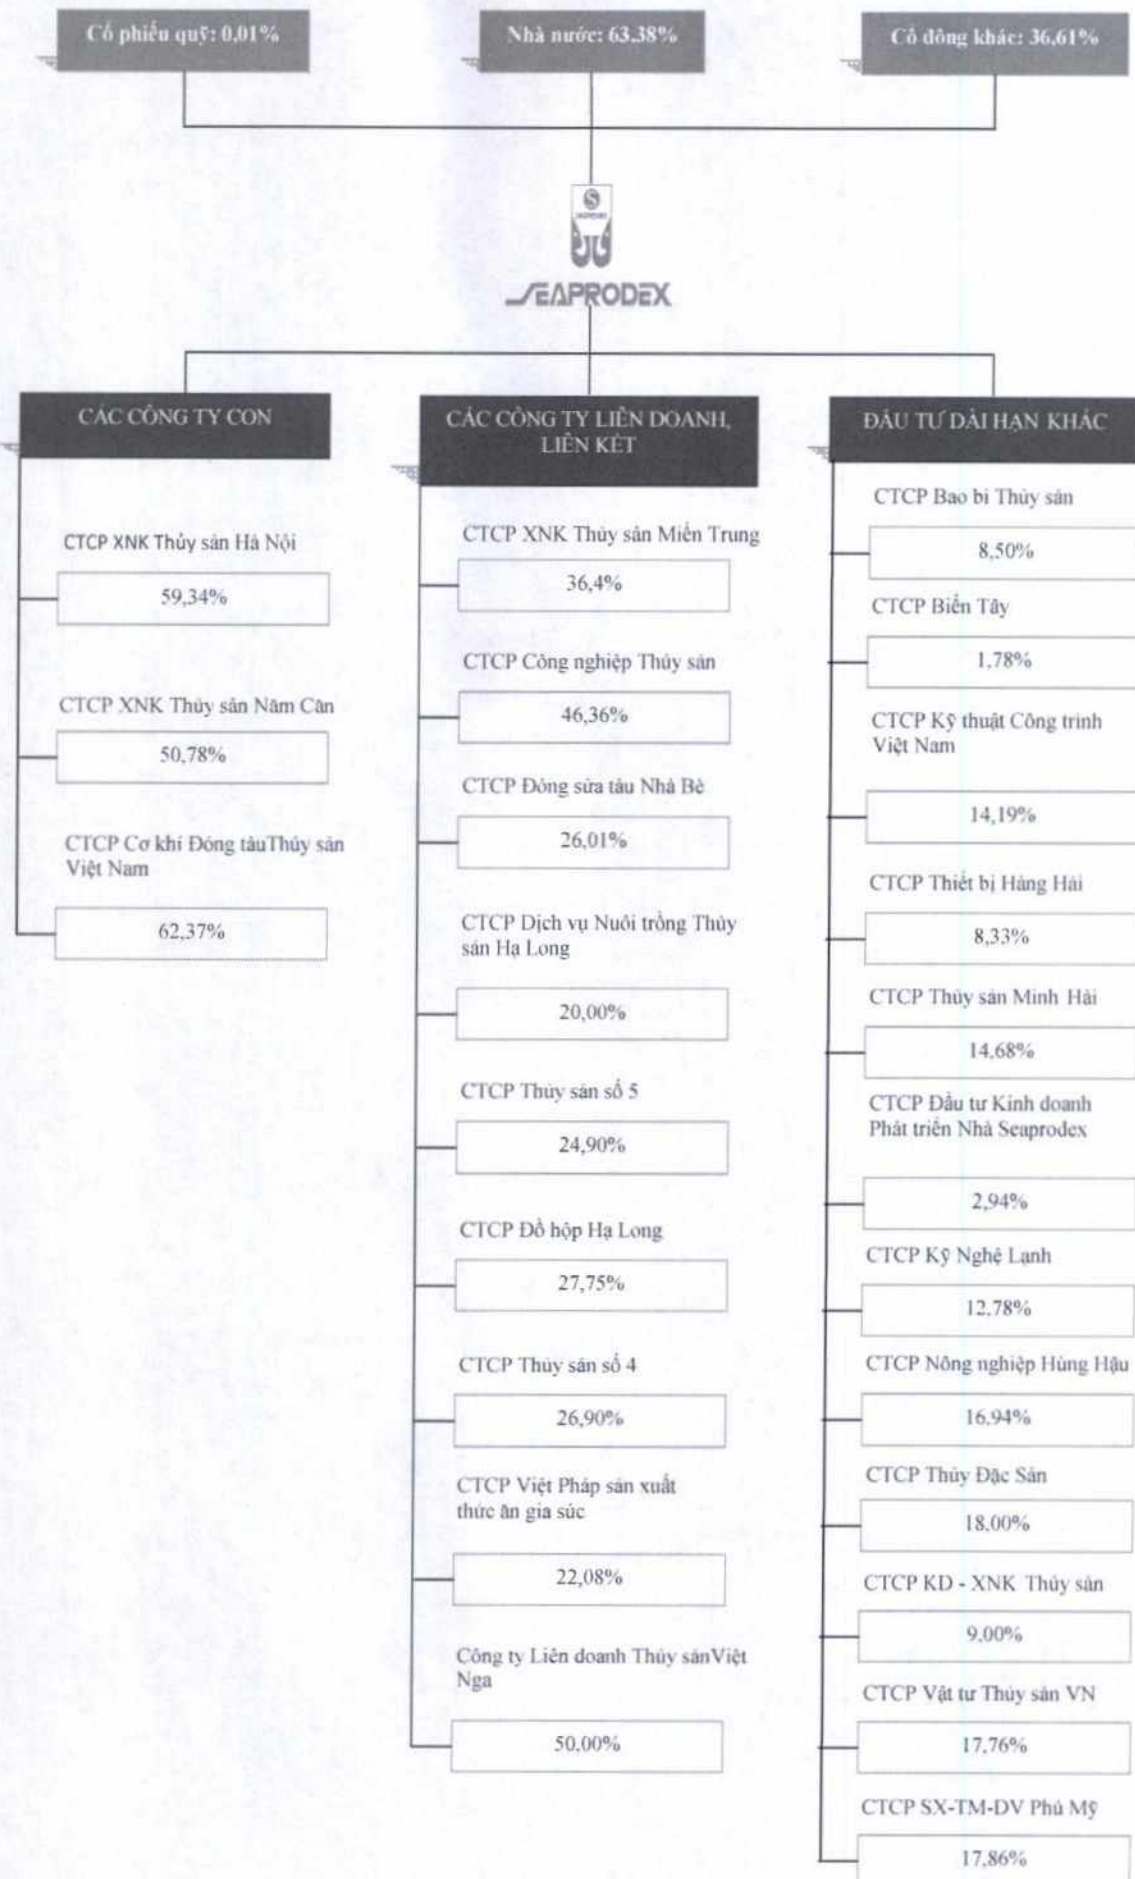 Cổ phiếu quỹ: 0,01%
Nhà nước: 63.38%
Cổ đông khác: 36,61%
SEAPRODEX
CÁC CÔNG TY CON
CTCP XNK Thủy sản Hà Nội
59,34%
CTCP XNK Thủy sản Năm Căn
50,78%
CTCP Cơ khí Đóng tàuThủy sản
Việt Nam
62,37%
CÁC CÔNG TY LIÊN DOANH,
LIÊN KẾT
CTCP XNK Thủy sản Miền Trung
36,4%
CTCP Công nghiệp Thủy sản
46,36%
CTCP Đóng sửa tàu Nhà Bè
26,01%
CTCP Dịch vụ Nuôi trồng Thủy
sản Hạ Long
20,00%
CTCP Thủy sản số 5
24,90%
CTCP Đồ hộp Hạ Long
27,75%
CTCP Thủy sản số 4
26,90%
CTCP Việt Pháp sản xuất
thức ăn gia súc
22,08%
Công ty Liên doanh Thủy sảnViệt
Nga
50,00%
ĐẦU TƯ DÀI HẠN KHÁC
CTCP Bao bì Thủy sản
8,50%
CTCP Biển Tây
1,78%
CTCP Kỹ thuật Công trình
Việt Nam
14,19%
CTCP Thiết bị Hàng Hải
8,33%
CTCP Thủy sản Minh Hải
14,68%
CTCP Đầu tư Kinh doanh
Phát triển Nhà Seaprodex
2,94%
CTCP Kỹ Nghệ Lạnh
12,78%
CTCP Nông nghiệp Hùng Hậu
16,94%
CTCP Thủy Đặc Sản
18,00%
CTCP KD - XNK Thủy sản
9,00%
CTCP Vật tư Thủy sản VN
17,76%
CTCP SX-TM-DV Phú Mỹ
17,86%